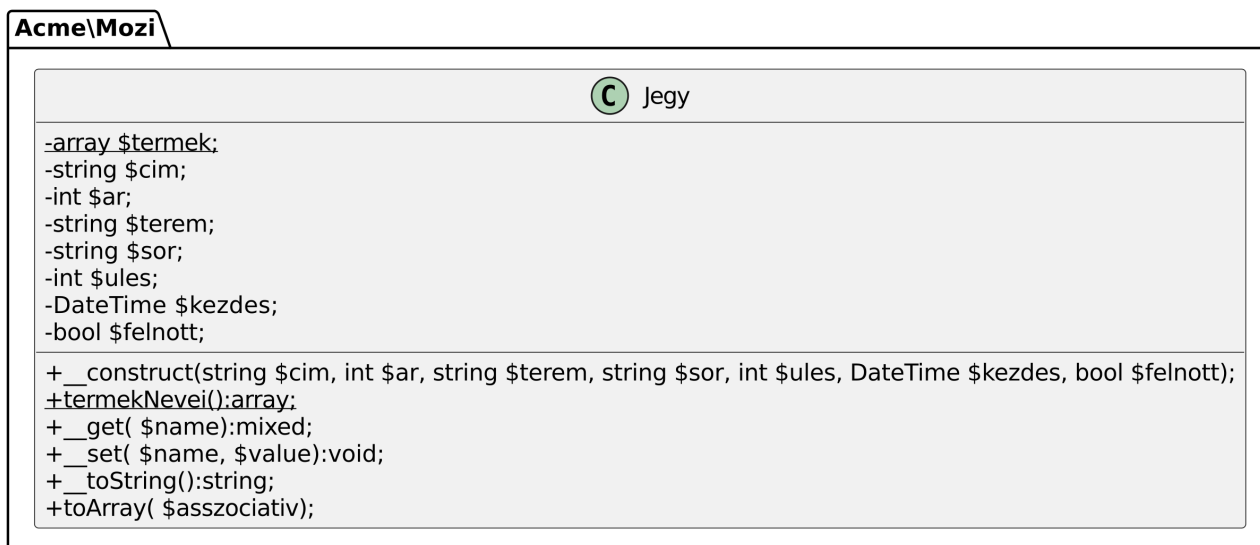 Acme\Mozi
C Jegy
-array $termek;
-string $cim;
-int $ar;
-string $terem;
-string $sor;
-int $ules;
-DateTime $kezdes;
-bool $felnott;
+__construct(string $cim, int $ar, string $terem, string $sor, int $ules, DateTime $kezdes, bool $felnott);
+termekNevei():array;
+__get( $name):mixed;
+__set( $name, $value):void;
+__toString():string;
+toArray( $asszociativ);